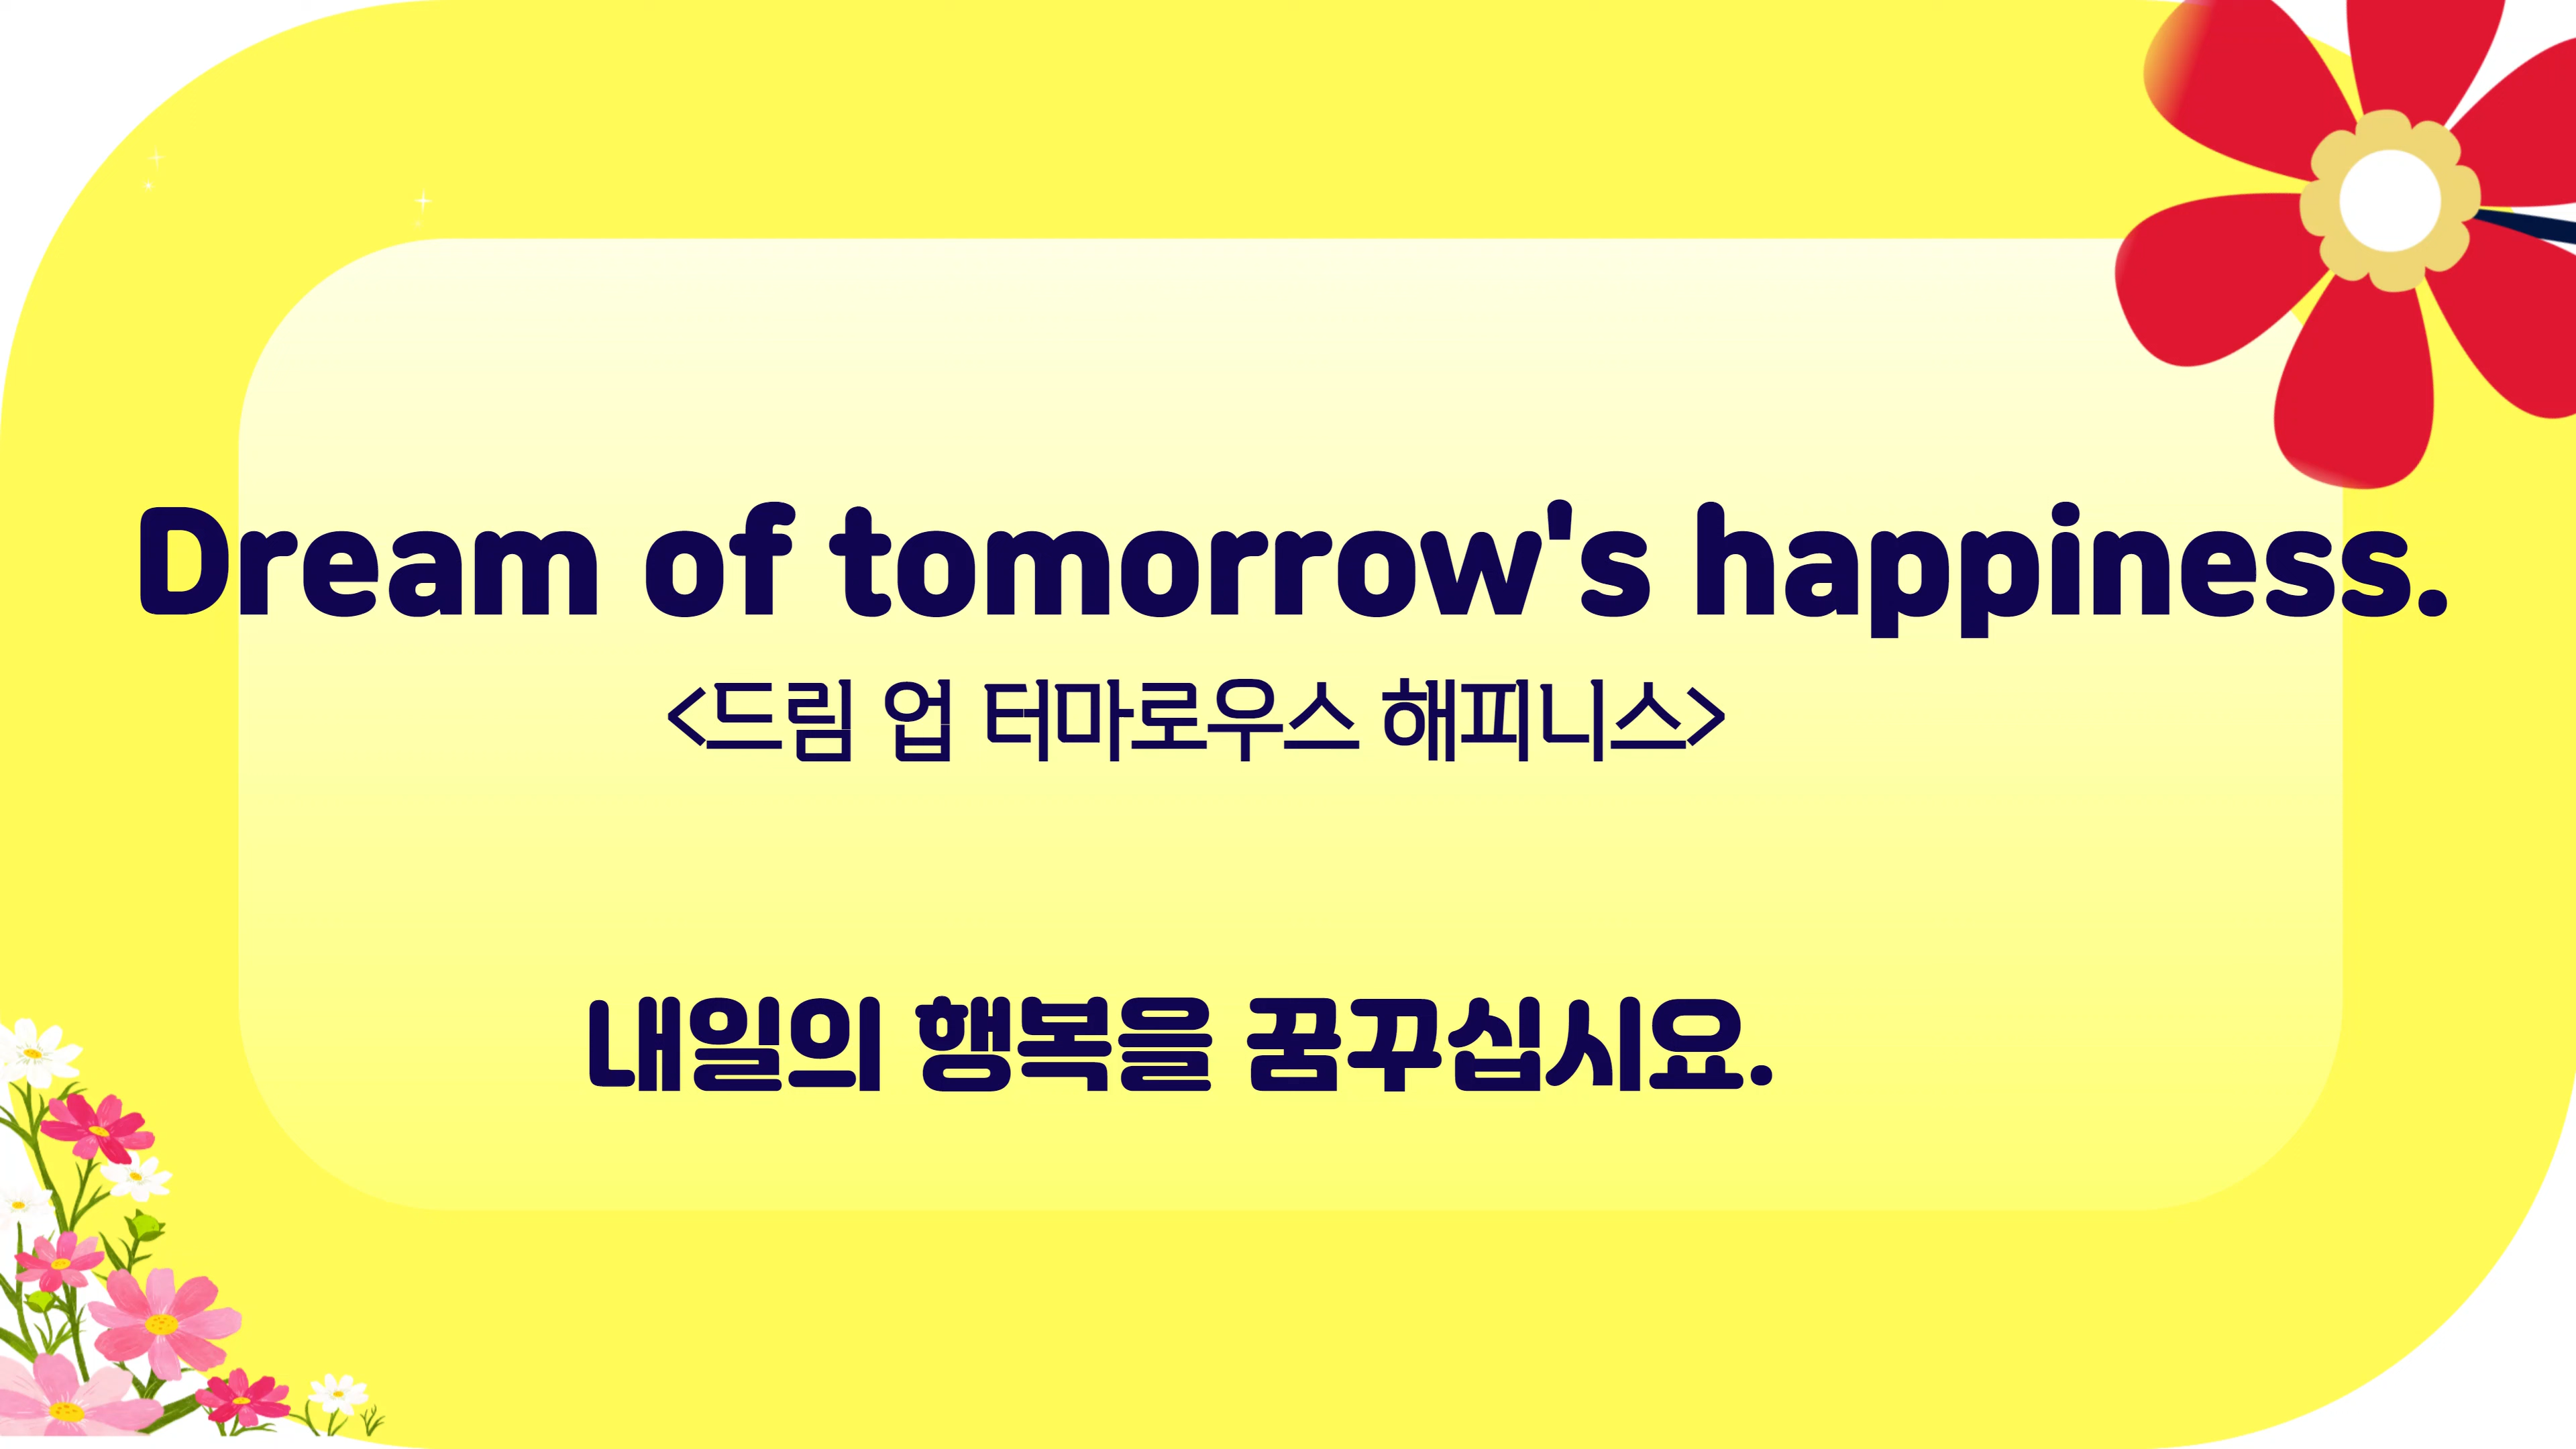 Dream of tomorrow's happiness.
<드림 업 터마로우스 해피니스>
내일의 행복을 꿈꾸십시요.